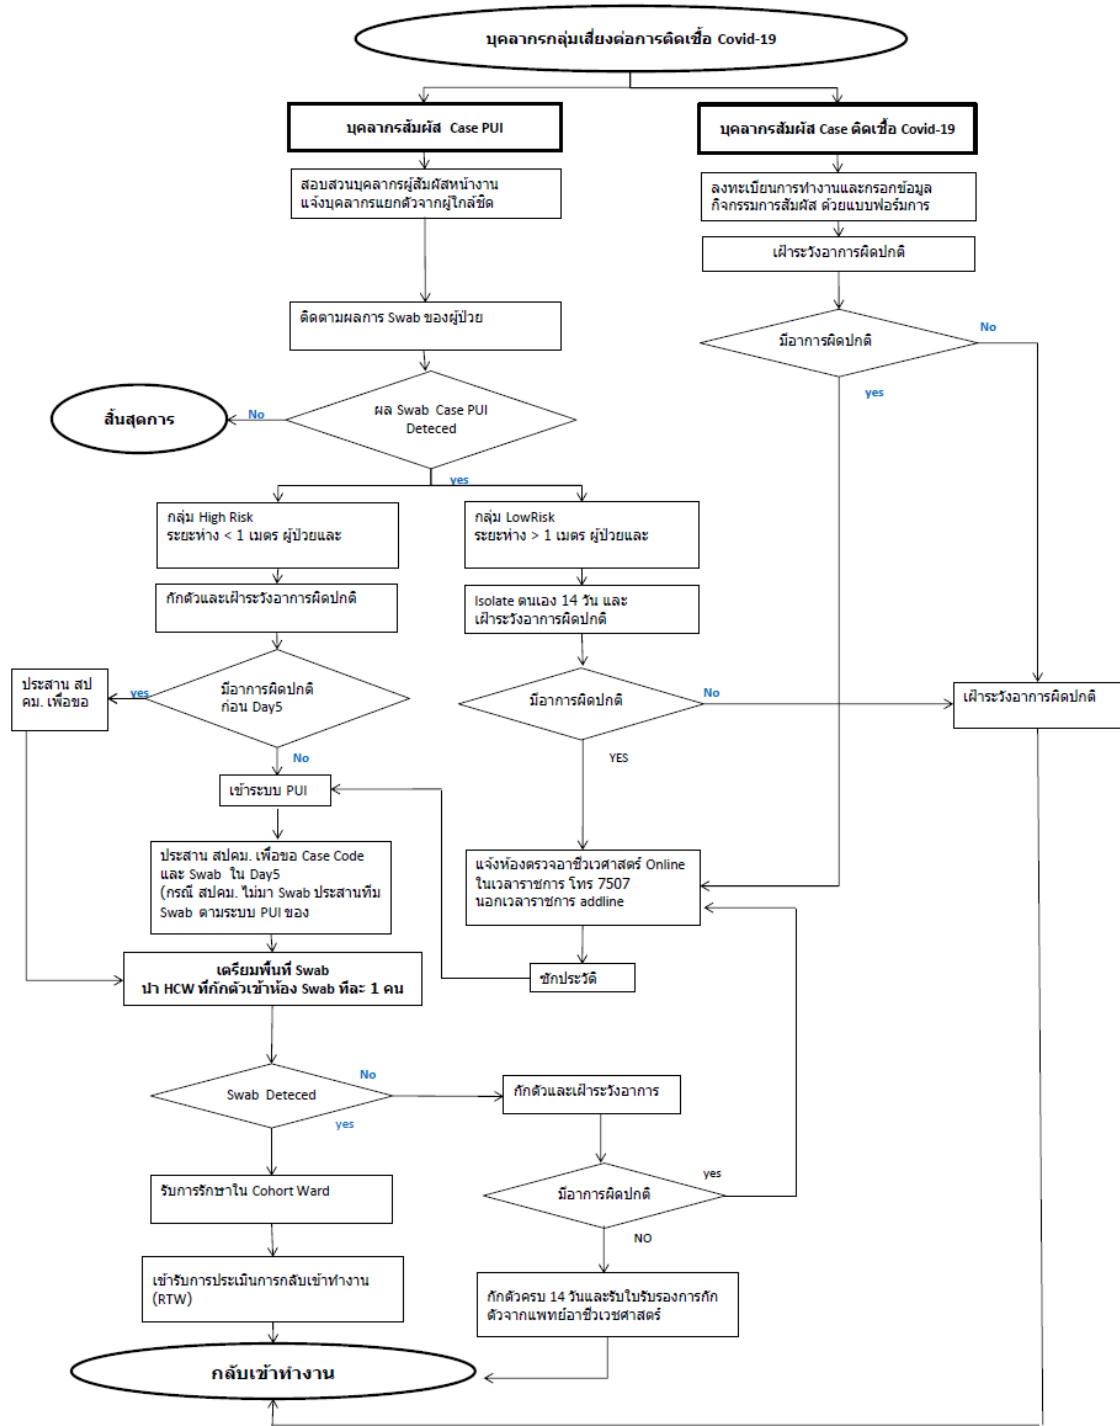 บุคลากรกลุ่มเสี่ยงต่อการติดเชื้อ Covid-19
บุคลากรสัมผัส Case PUI
บุคลากรสัมผัส Case ติดเชื้อ Covid-19
สอบสวนบุคลากรผู้สัมผัสหน้างาน
แจ้งบุคลากรแยกตัวจากผู้ใกล้ชิด
ลงทะเบียนการทำงานและกรอกข้อมูล
กิจกรรมการสัมผัส ด้วยแบบฟอร์มการ
เฝ้าระวังอาการผิดปกติ
ติดตามผลการ Swab ของผู้ป่วย
มีอาการผิดปกติ
No
yes
ผล Swab Case PUI
Deteced
No
สิ้นสุดการ
yes
กลุ่ม High Risk
ระยะห่าง < 1 เมตร ผู้ป่วยและ
กลุ่ม LowRisk
ระยะห่าง > 1 เมตร ผู้ป่วยและ
กักตัวและเฝ้าระวังอาการผิดปกติ
Isolate ตนเอง 14 วัน และ
เฝ้าระวังอาการผิดปกติ
ประสาน สป
คม. เพื่อขอ
yes
มีอาการผิดปกติ
ก่อน Day5
มีอาการผิดปกติ
No
เฝ้าระวังอาการผิดปกติ
No
YES
เข้าระบบ PUI
ประสาน สปคม. เพื่อขอ Case Code
และ Swab ใน Day5
(กรณี สปคม. ไม่มา Swab ประสานทีม
Swab ตามระบบ PUI ของ
แจ้งห้องตรวจอาชีวเวศาสตร์ Online
ในเวลาราชการ โทร 7507
นอกเวลาราชการ addline
เตรียมพื้นที่ Swab
นำ HCW ที่กักตัวเข้าห้อง Swab ทีละ 1 คน
ซักประวัติ
Swab Deteced
No
yes
กักตัวและเฝ้าระวังอาการ
มีอาการผิดปกติ
yes
NO
รับการรักษาใน Cohort Ward
เข้ารับการประเมินการกลับเข้าทำงาน
(RTW)
กักตัวครบ 14 วันและรับใบรับรองการกัก
ตัวจากแพทย์อาชีวเวชศาสตร์
กลับเข้าทำงาน